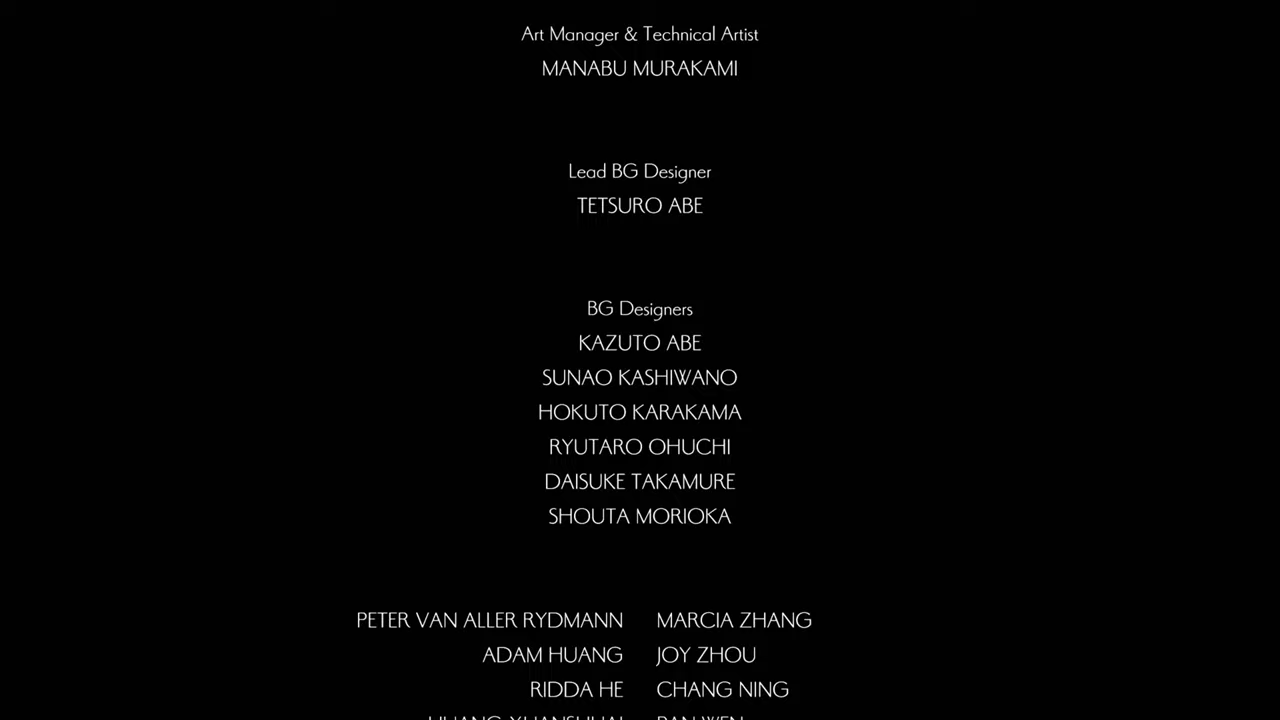 Art Manager & Technical Artist
MANABU MURAKAMI
Lead BG Designer
TETSURO ABE
BG Designers
KAZUTO ABE
SUNAO KASHIWANO
HOKUTO KARAKAMA
RYUTARO OHUCHI
DAISUKE TAKAMURE
SHOUTA MORIOKA
PETER VAN ALLER RYDMANN MARCIA ZHANG
ADAM HUANG JOY ZHOU
RIDDA HE CHANG NING